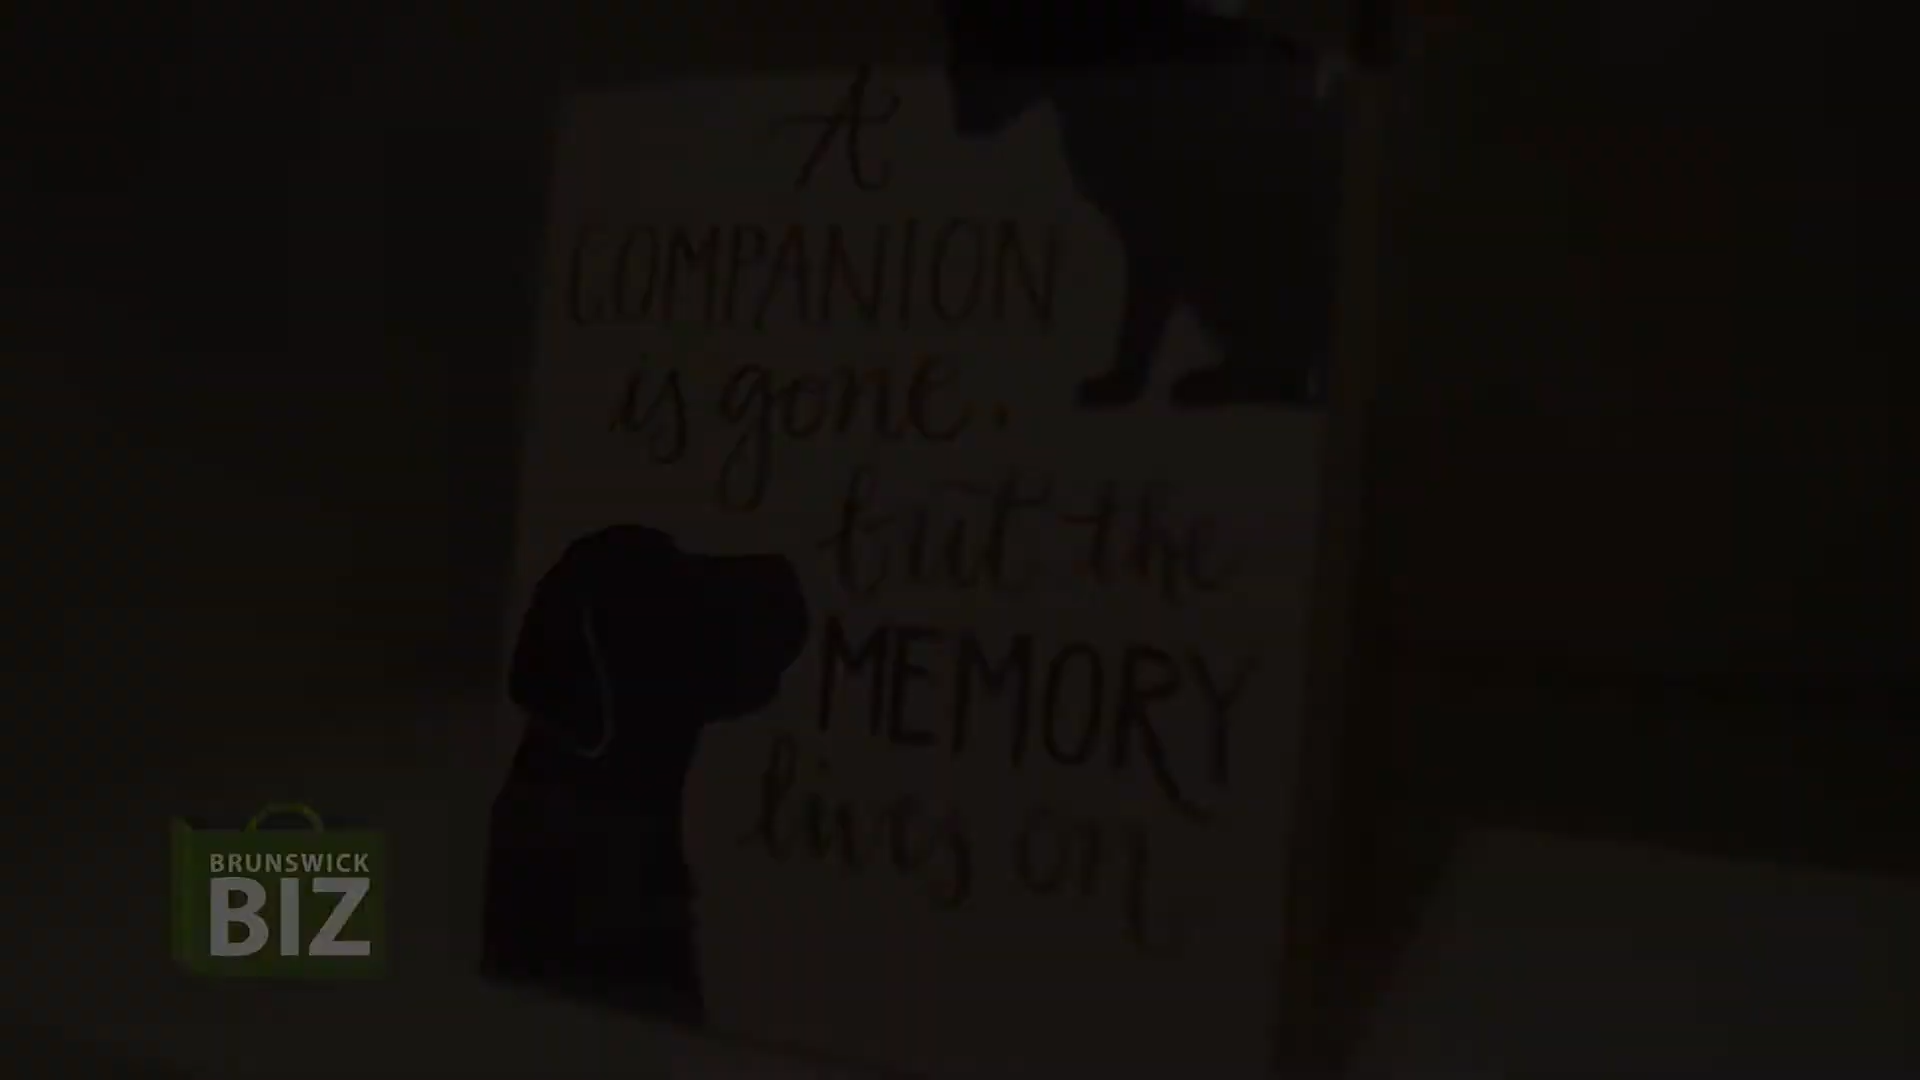 A
COMPANION
is gone.
but the
MEMORY
lives on
BRUNSWICK
BIZ